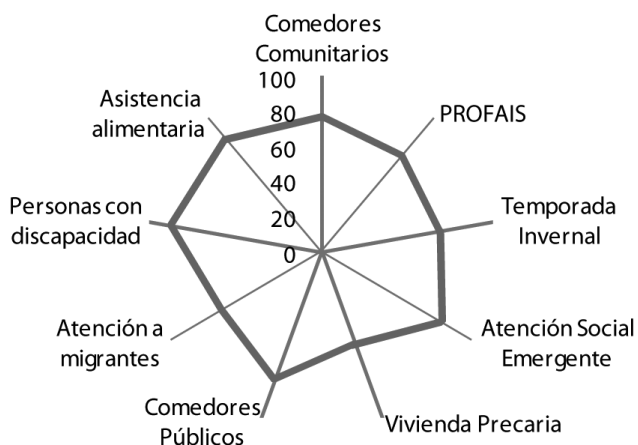 Comedores
Comunitarios
100
80
60
40
20
0
PROFAIS
Temporada
Invernal
Atención Social
Emergente
Vivienda Precaria
Comedores
Públicos
Atención a
migrantes
Personas con
discapacidad
Asistencia
alimentaria